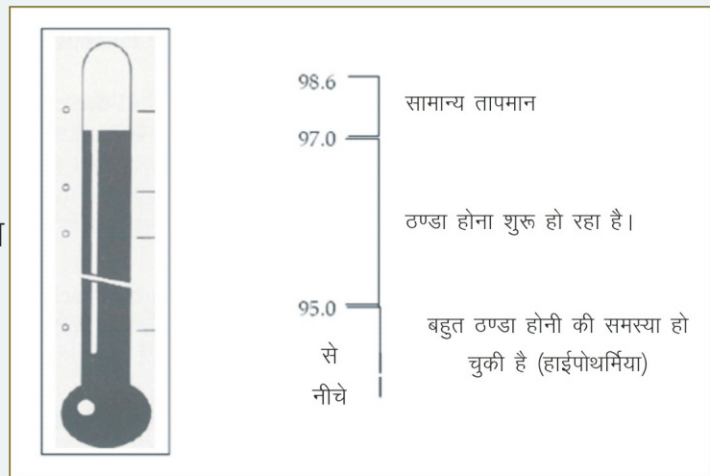 98.6
सामान्य तापमान
97.0
ठण्डा होना शुरू हो रहा है।
95.0
से
नीचे
बहुत ठण्डा होनी की समस्या हो
चुकी है (हाईपोथर्मिया)